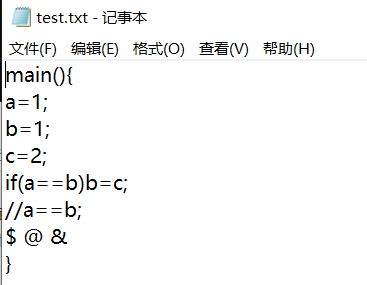 test.txt - 记事本
文件(F) 编辑(E) 格式(O) 查看(V) 帮助(H)
main(){
a=1;
b=1;
c=2;
if(a==b)b=c;
//a==b;
$ @ &
}